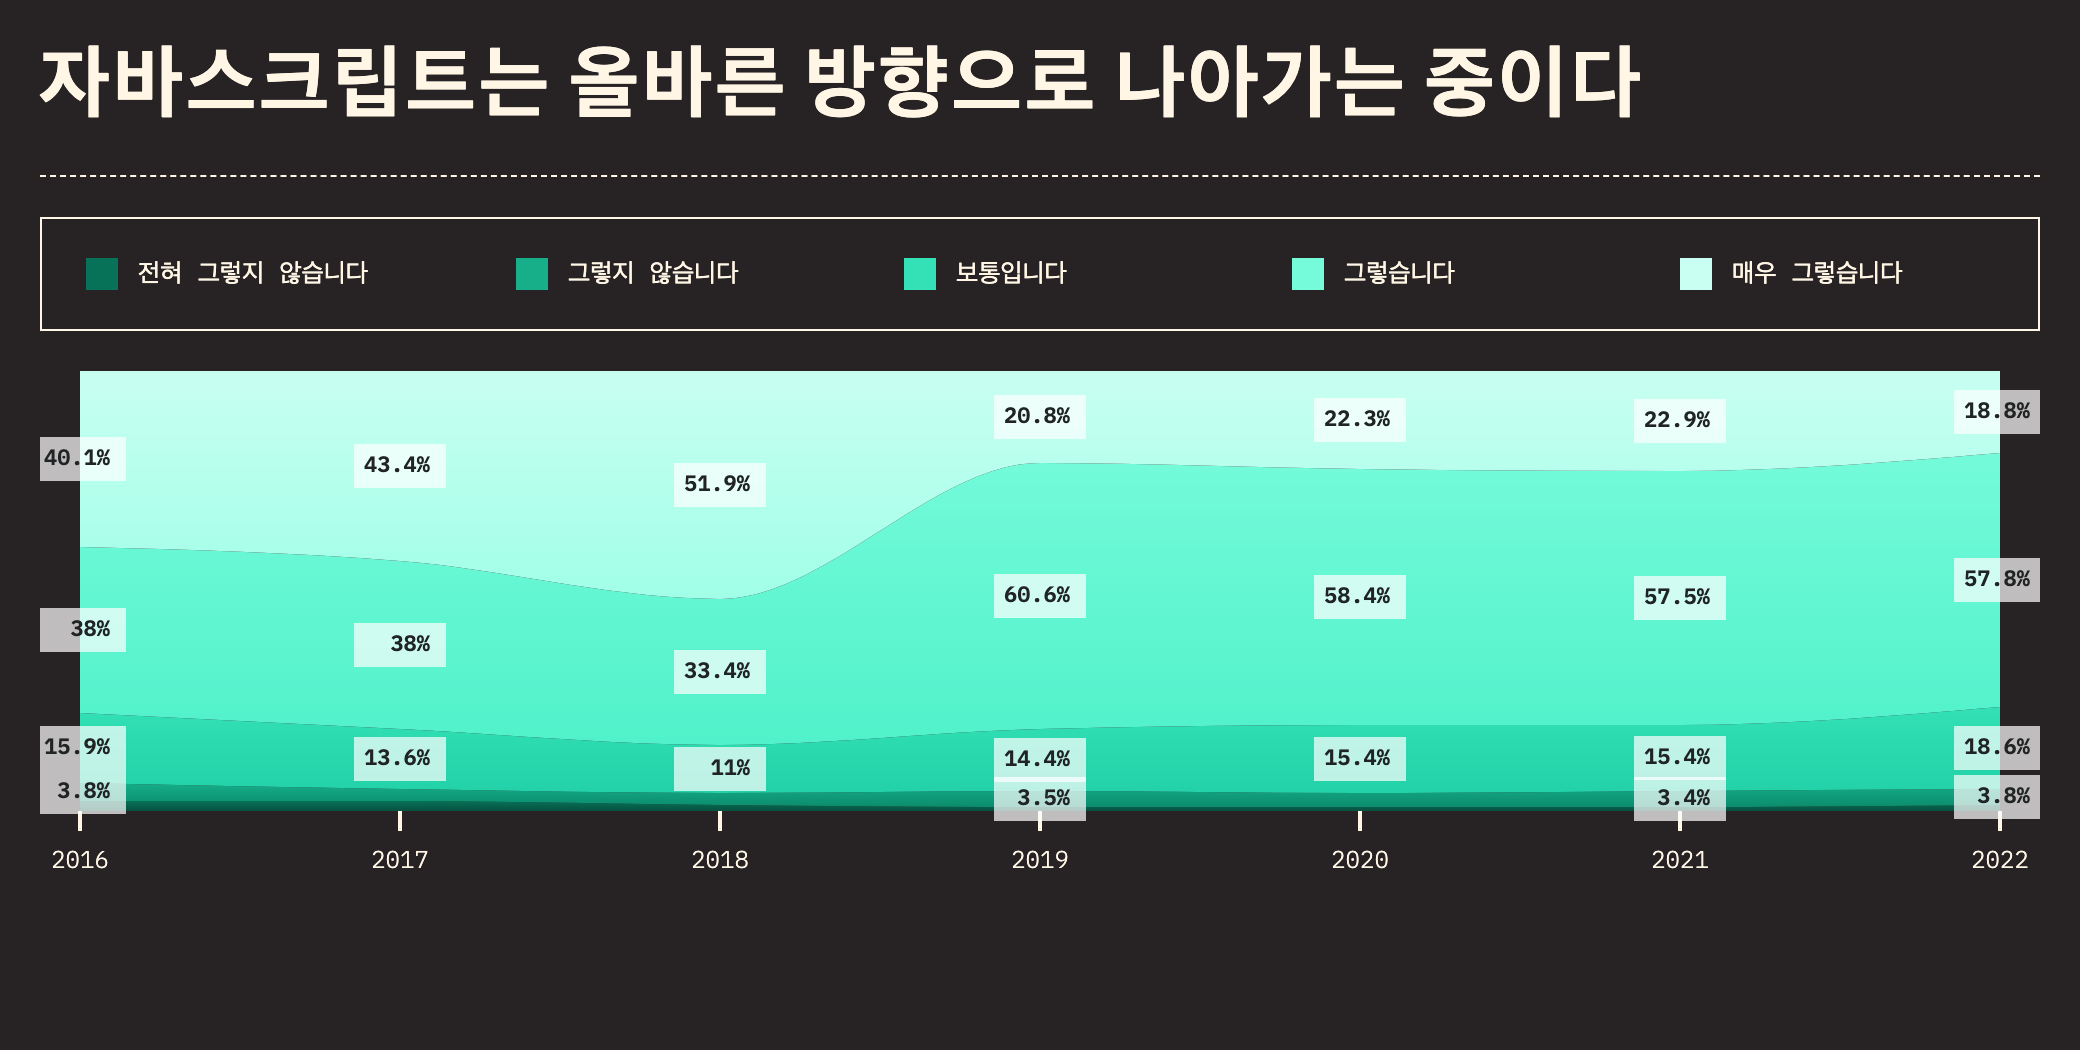 자바스크립트는 올바른 방향으로 나아가는 중이다
전혀 그렇지 않습니다 그렇지 않습니다 보통입니다 그렇습니다 매우 그렇습니다
40.1% 43.4% 51.9% 20.8% 22.3% 22.9% 18.8%
38% 38% 33.4% 60.6% 58.4% 57.5% 57.8%
15.9% 13.6% 11% 14.4% 15.4% 15.4% 18.6%
3.8% 3.5% 3.4% 3.8%
2016 2017 2018 2019 2020 2021 2022